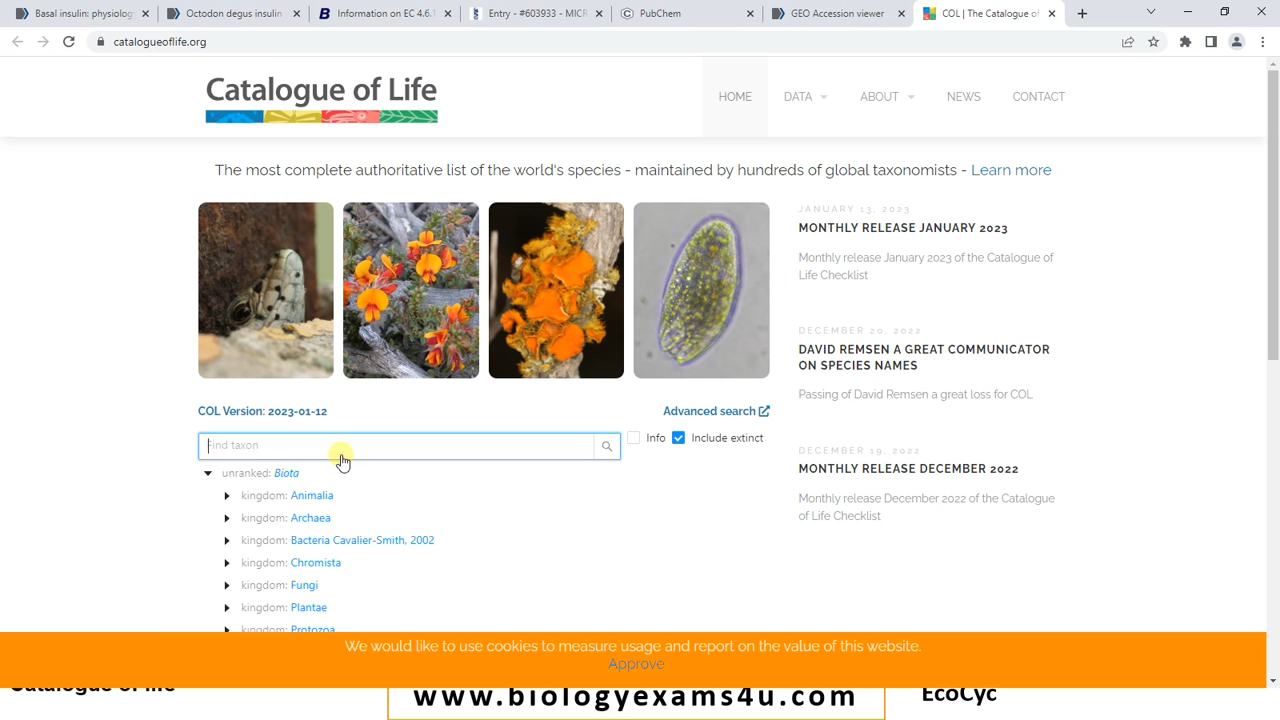 Basal insulin: physiolog
Octodon degus insulin
Information on EC 4.6.1
Entry - #603933 - MICR
PubChem
GEO Accession viewer
COL | The Catalogue of
catalogueoflife.org
Catalogue of Life
HOME
DATA
ABOUT
NEWS
CONTACT
The most complete authoritative list of the world's species - maintained by hundreds of global taxonomists - Learn more
JANUARY 13, 2023
MONTHLY RELEASE JANUARY 2023
Monthly release January 2023 of the Catalogue of
Life Checklist
DECEMBER 20, 2022
DAVID REMSEN A GREAT COMMUNICATOR
ON SPECIES NAMES
Passing of David Remsen a great loss for COL
DECEMBER 19, 2022
MONTHLY RELEASE DECEMBER 2022
Monthly release December 2022 of the Catalogue
of Life Checklist
COL Version: 2023-01-12
Advanced search
Find taxon
Info
Include extinct
unranked: Biota
kingdom: Animalia
kingdom: Archaea
kingdom: Bacteria Cavalier-Smith, 2002
kingdom: Chromista
kingdom: Fungi
kingdom: Plantae
kingdom: Protozoa
We would like to use cookies to measure usage and report on the value of this website.
Approve
Catalogue of life
www.biologyexams4u.com
EcoCyc